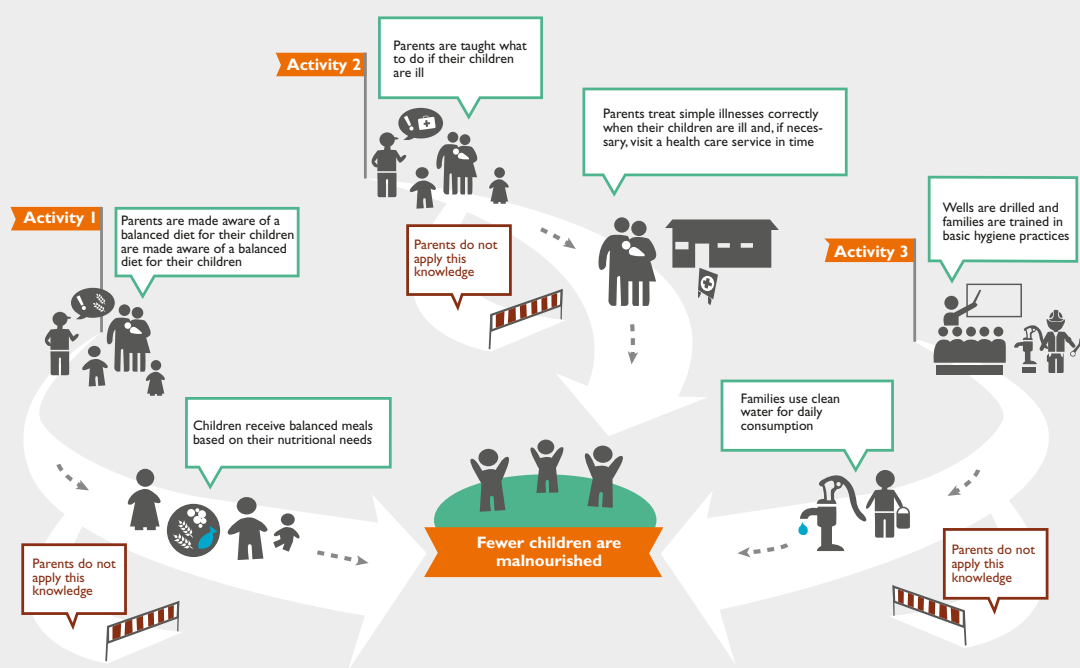 Activity 2
Parents are taught what
to do if their children
are ill
Parents treat simple illnesses correctly
when their children are ill and, if neces-
sary, visit a health care service in time
Activity 1
Parents are made aware of a
balanced diet for their children
are made aware of a balanced
diet for their children
Parents do not
apply this
knowledge
Activity 3
Wells are drilled and
families are trained in
basic hygiene practices
Children receive balanced meals
based on their nutritional needs
Families use clean
water for daily
consumption
Fewer children are
malnourished
Parents do not
apply this
knowledge
Parents do not
apply this
knowledge